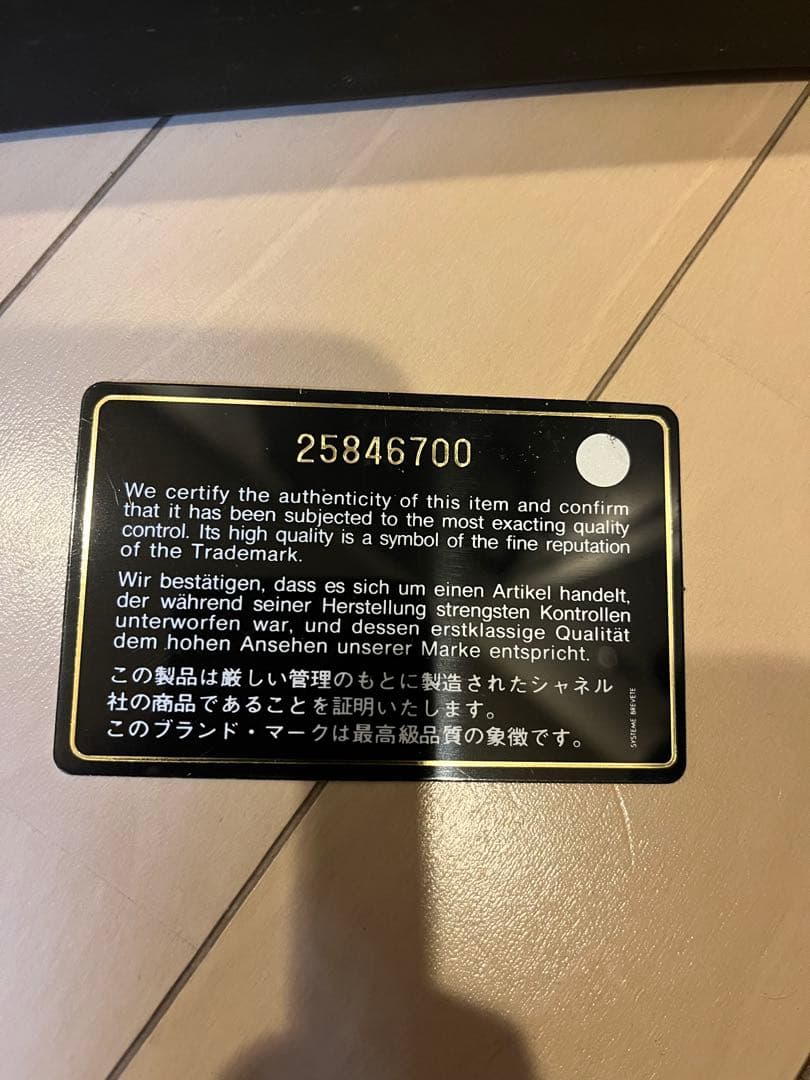 25846700
We certify the authenticity of this item and confirm
that it has been subjected to the most exacting quality
control. Its high quality is a symbol of the fine reputation
of the Trademark.
Wir bestätigen, dass es sich um einen Artikel handelt,
der während seiner Herstellung strengsten Kontrollen
unterworfen war, und dessen erstklassige Qualität
dem hohen Ansehen unserer Marke entspricht.
この製品は厳しい管理のもとに製造されたシャネル
社の商品であることを証明いたします。
このブランド・マークは最高級品質の象徴です。
SYSTEME BREVETE